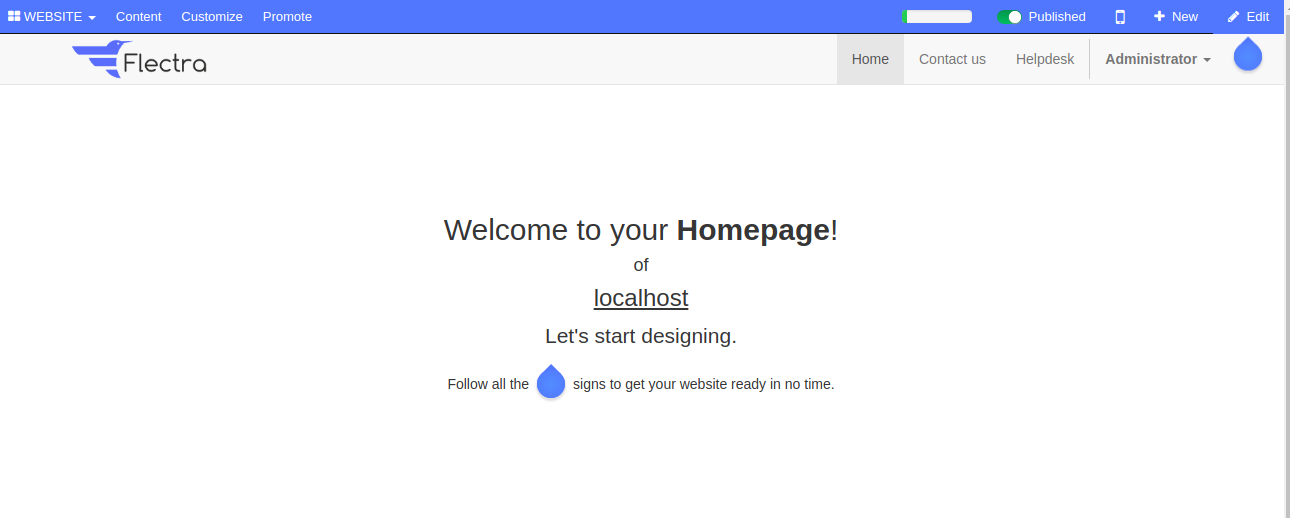 WEBSITE Content Customize Promote Published New Edit
Flectra Home Contact us Helpdesk Administrator
Welcome to your Homepage!
of
localhost
Let's start designing.
Follow all the signs to get your website ready in no time.